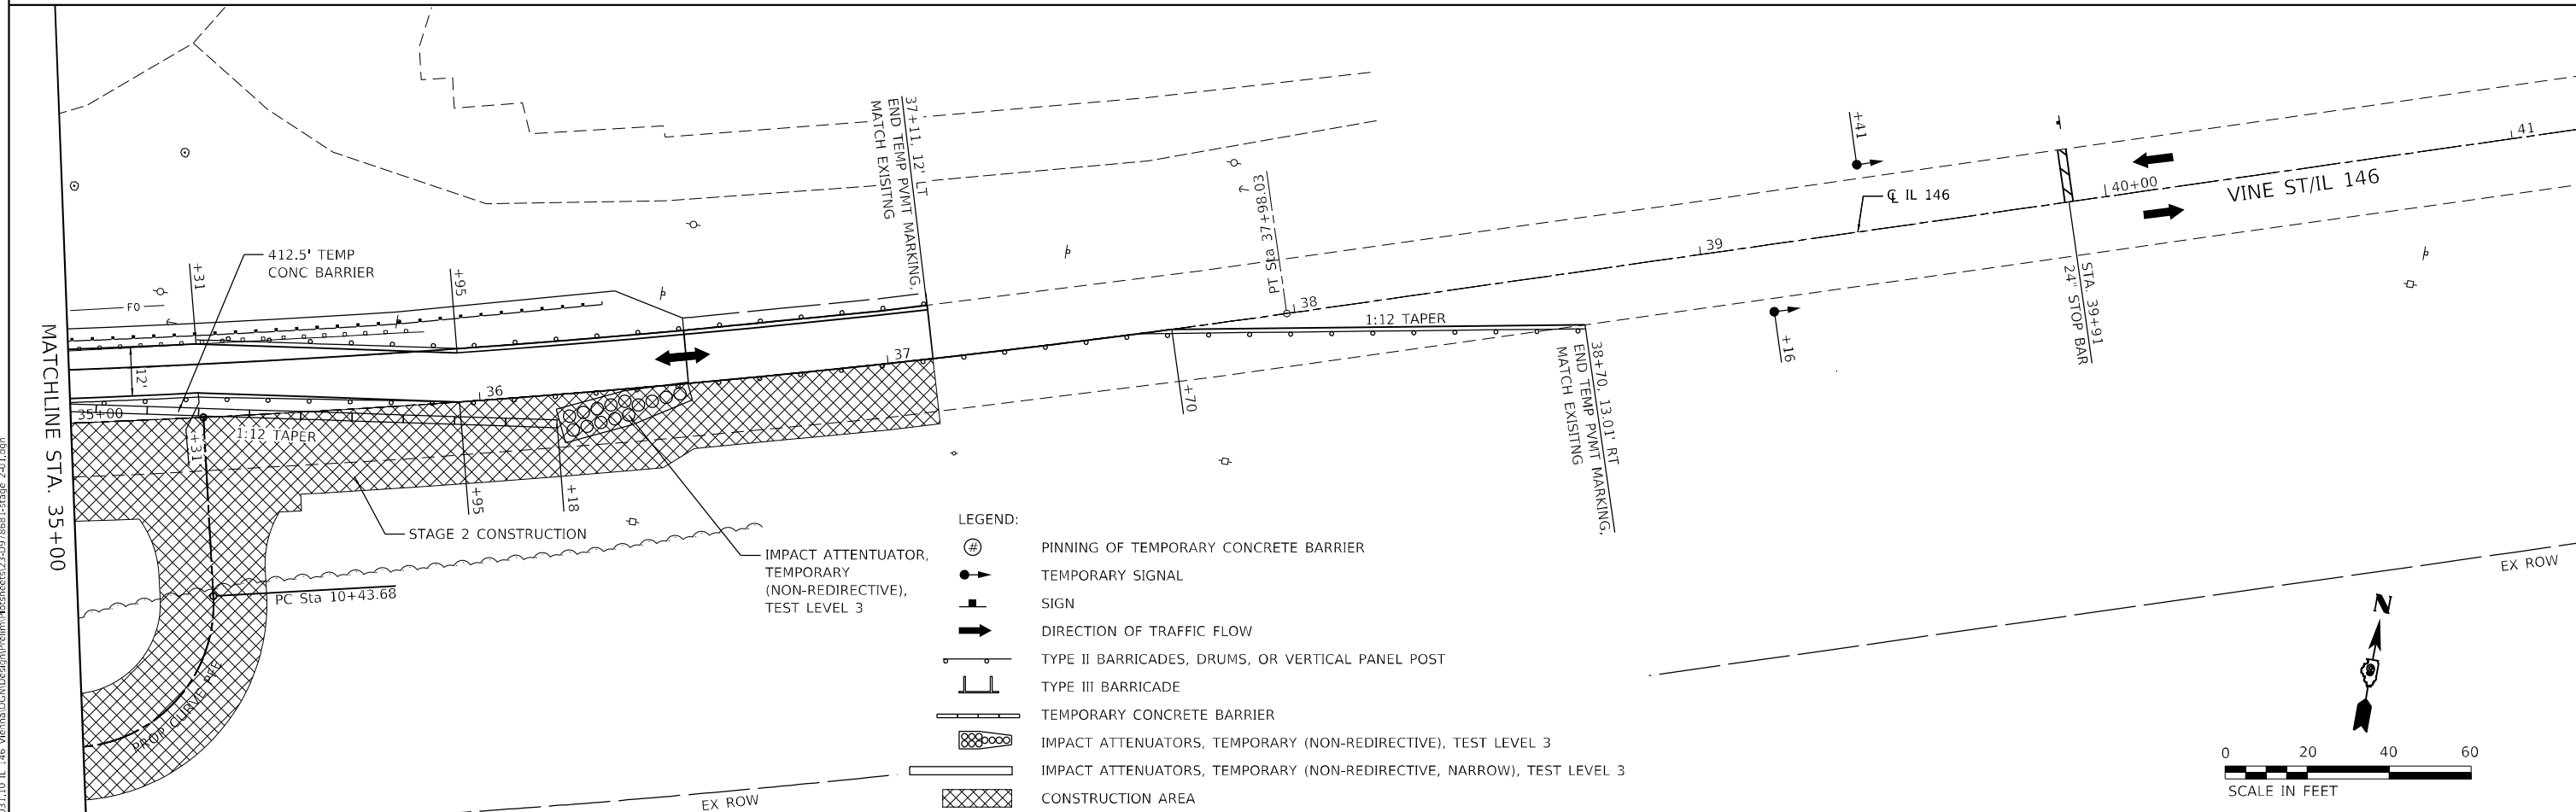 MATCHLINE STA. 35+00
412.5' TEMP
CONC BARRIER
+31
+95
FO
12'
35+00
36
37
38
39
40+00
41
+31
1:12 TAPER
+95
+18
STAGE 2 CONSTRUCTION
PC Sta 10+43.68
PROP CURVE PFE
IMPACT ATTENTUATOR,
TEMPORARY
(NON-REDIRECTIVE),
TEST LEVEL 3
37+11, 12' LT
END TEMP PVMT MARKING,
MATCH EXISITNG
PT Sta 37+98.03
+70
1:12 TAPER
38+70, 13.01' RT
END TEMP PVMT MARKING,
MATCH EXISITNG
+41
+16
℄ IL 146
STA. 39+91
24" STOP BAR
VINE ST/IL 146
EX ROW
EX ROW
LEGEND:
# PINNING OF TEMPORARY CONCRETE BARRIER
TEMPORARY SIGNAL
SIGN
DIRECTION OF TRAFFIC FLOW
TYPE II BARRICADES, DRUMS, OR VERTICAL PANEL POST
TYPE III BARRICADE
TEMPORARY CONCRETE BARRIER
IMPACT ATTENUATORS, TEMPORARY (NON-REDIRECTIVE), TEST LEVEL 3
IMPACT ATTENUATORS, TEMPORARY (NON-REDIRECTIVE, NARROW), TEST LEVEL 3
CONSTRUCTION AREA
N
0 20 40 60
SCALE IN FEET